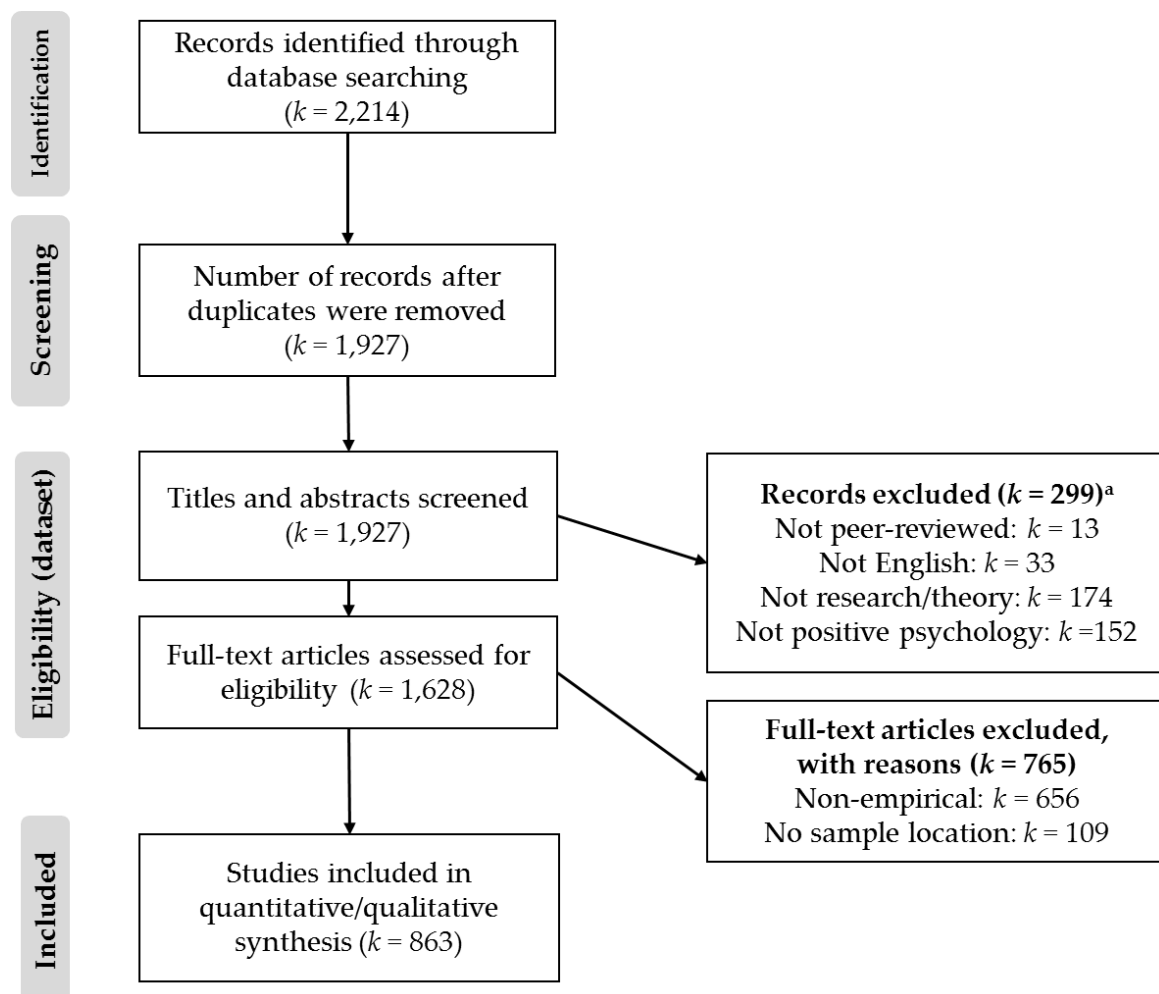 Identification
Records identified through
database searching
(k = 2,214)
Screening
Number of records after
duplicates were removed
(k = 1,927)
Eligibility (dataset)
Titles and abstracts screened
(k = 1,927)
Records excluded (k = 299)ᵃ
Not peer-reviewed: k = 13
Not English: k = 33
Not research/theory: k = 174
Not positive psychology: k =152
Full-text articles assessed for
eligibility (k = 1,628)
Full-text articles excluded,
with reasons (k = 765)
Non-empirical: k = 656
No sample location: k = 109
Included
Studies included in
quantitative/qualitative
synthesis (k = 863)